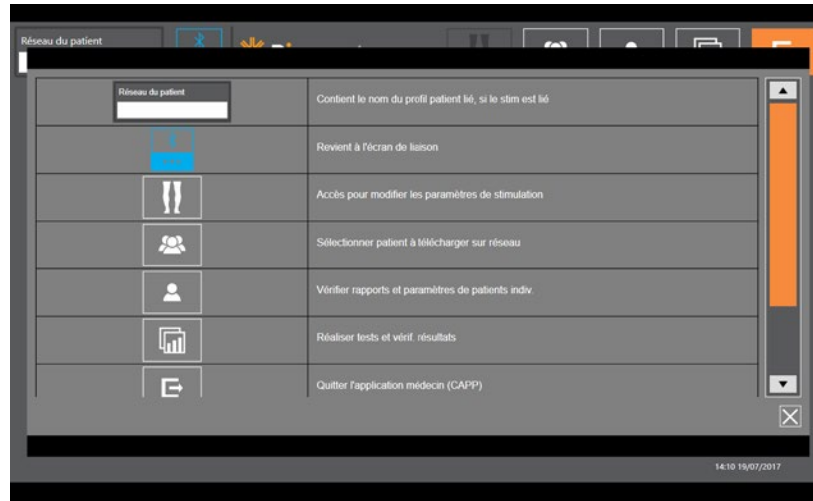 Réseau du patient
Réseau du patient
Contient le nom du profil patient lié, si le stim est lié
Revient à l'écran de liaison
Accès pour modifier les paramètres de stimulation
Sélectionner patient à télécharger sur réseau
Vérifier rapports et paramètres de patients indiv.
Réaliser tests et vérif. résultats
Quitter l'application médecin (CAPP)
14:10 19/07/2017